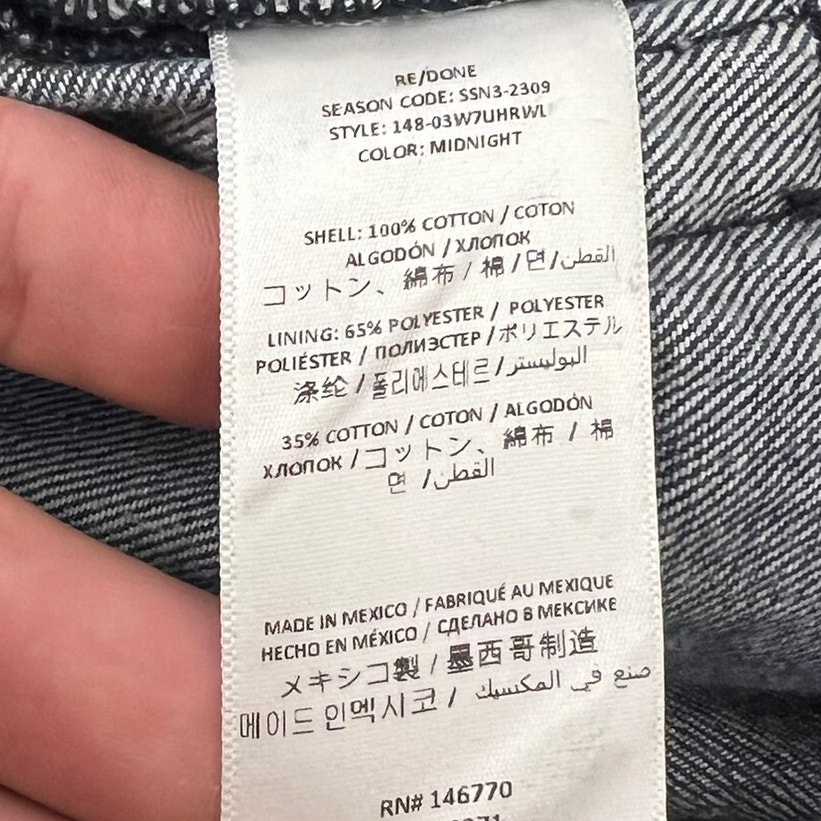 RE/DONE
SEASON CODE: SSN3-2309
STYLE: 148-03W7UHRWL
COLOR: MIDNIGHT
SHELL: 100% COTTON / COTON
ALGODÓN / ХЛОПОК
コットン、綿布 / 棉 / 면/القطن
LINING: 65% POLYESTER / POLYESTER
POLIÉSTER / ПОЛИЭСТЕР / ポリエステル
涤纶 / 폴리에스테르/البوليستر
35% COTTON / COTON / ALGODÓN
ХЛОПОК / コットン、綿布 / 棉
면 /القطن
MADE IN MEXICO / FABRIQUÉ AU MEXIQUE
HECHO EN MÉXICO / СДЕЛАНО В МЕКСИКЕ
メキシコ製 / 墨西哥制造
메이드 인멕시코 / صنع في المكسيك
RN# 146770